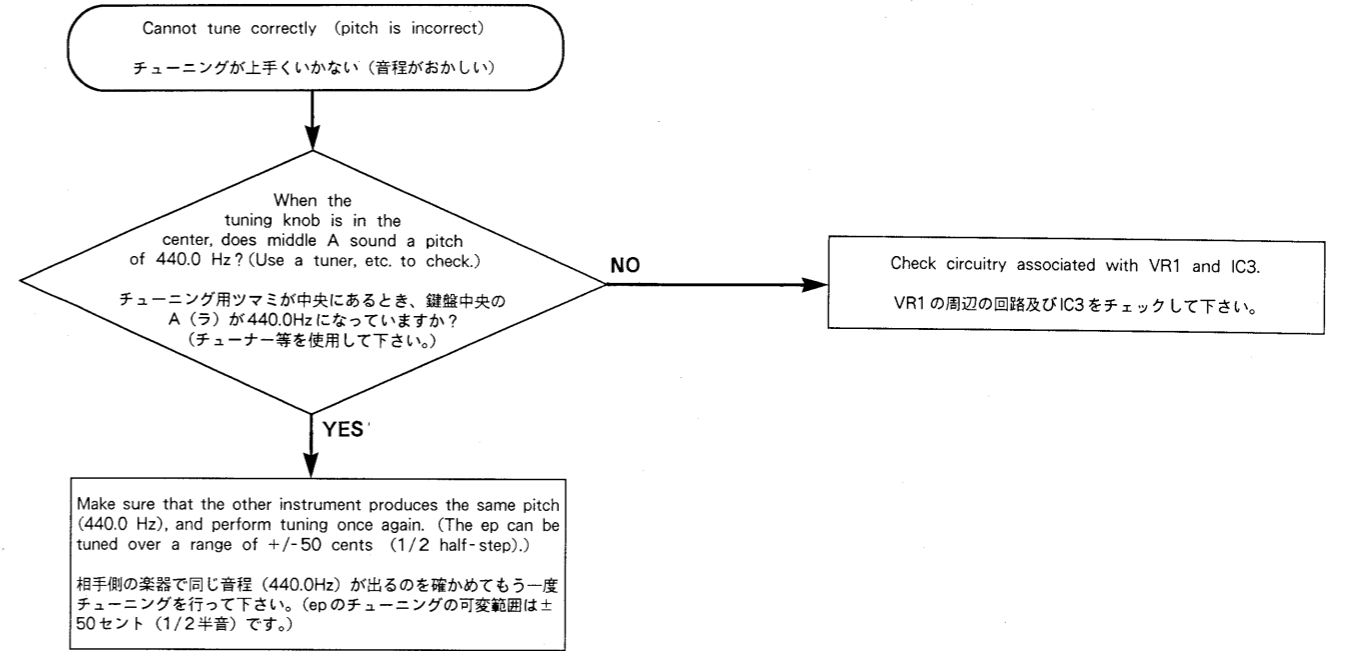 Cannot tune correctly (pitch is incorrect)
チューニングが上手くいかない（音程がおかしい）
When the
tuning knob is in the
center, does middle A sound a pitch
of 440.0 Hz? (Use a tuner, etc. to check.)
チューニング用ツマミが中央にあるとき、鍵盤中央の
A（ラ）が440.0Hzになっていますか？
（チューナー等を使用して下さい。）
NO
Check circuitry associated with VR1 and IC3.
VR1の周辺の回路及びIC3をチェックして下さい。
YES
Make sure that the other instrument produces the same pitch
(440.0 Hz), and perform tuning once again. (The ep can be
tuned over a range of +/-50 cents (1/2 half-step).)
相手側の楽器で同じ音程（440.0Hz）が出るのを確かめてもう一度
チューニングを行って下さい。（epのチューニングの可変範囲は±
50セント（1/2半音）です。）